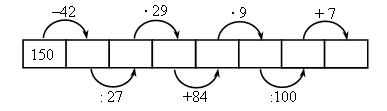 –42 · 29 · 9 + 7
150
: 27 +84 :100